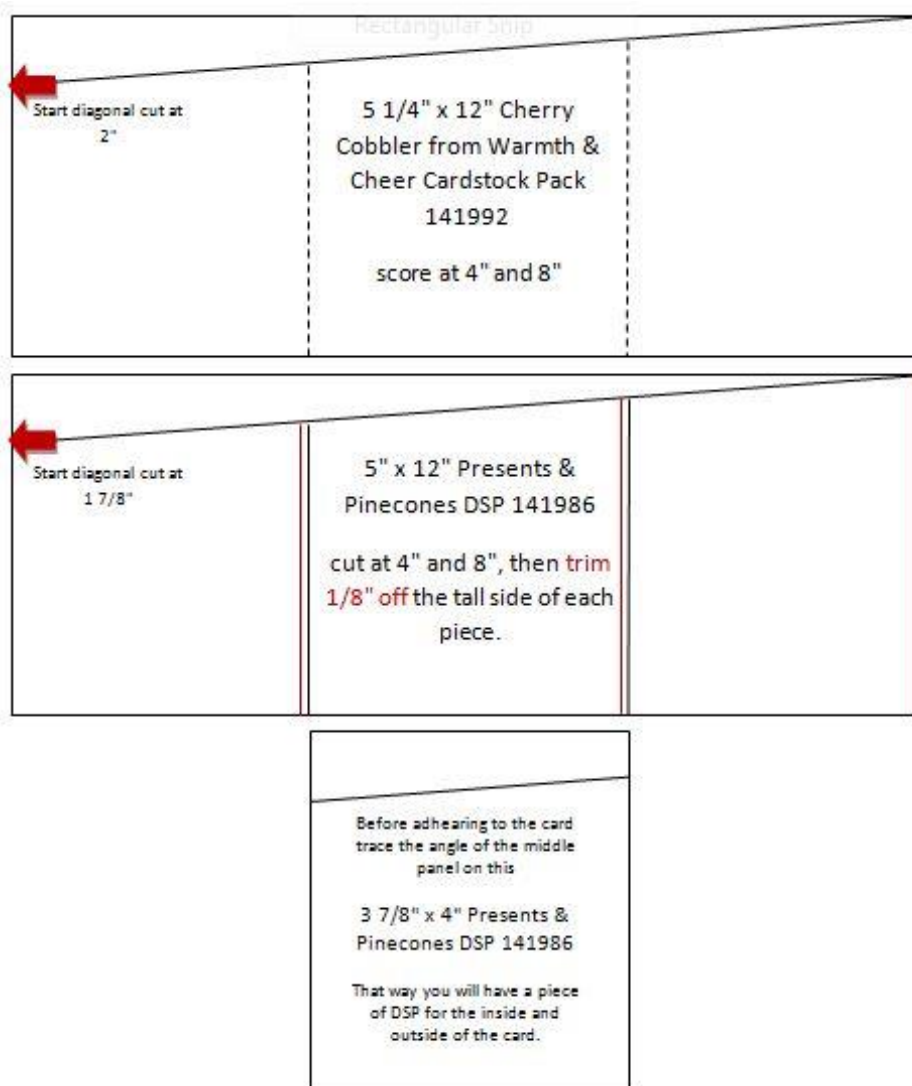 Rectangular Snip
Start diagonal cut at
2"
5 1/4" x 12" Cherry
Cobbler from Warmth &
Cheer Cardstock Pack
141992
score at 4" and 8"
Start diagonal cut at
1 7/8"
5" x 12" Presents &
Pinecones DSP 141986
cut at 4" and 8", then trim
1/8" off the tall side of each
piece.
Before adhearing to the card
trace the angle of the middle
panel on this
3 7/8" x 4" Presents &
Pinecones DSP 141986
That way you will have a piece
of DSP for the inside and
outside of the card.